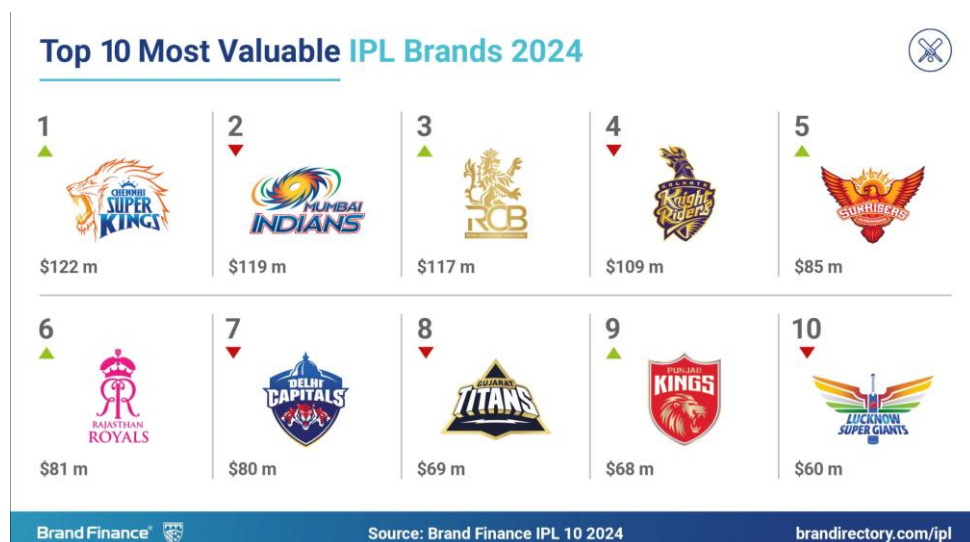 Top 10 Most Valuable IPL Brands 2024
1
CHENNAI
SUPER
KINGS
$122 m
2
MUMBAI
INDIANS
$119 m
3
RCB
$117 m
4
KOLKATA
Knight
Riders
$109 m
5
SUNRISERS
$85 m
6
RAJASTHAN
ROYALS
$81 m
7
DELHI
CAPITALS
$80 m
8
GUJARAT
TITANS
$69 m
9
PUNJAB
KINGS
$68 m
10
LUCKNOW
SUPER GIANTS
$60 m
Brand Finance®
Source: Brand Finance IPL 10 2024
brandirectory.com/ipl